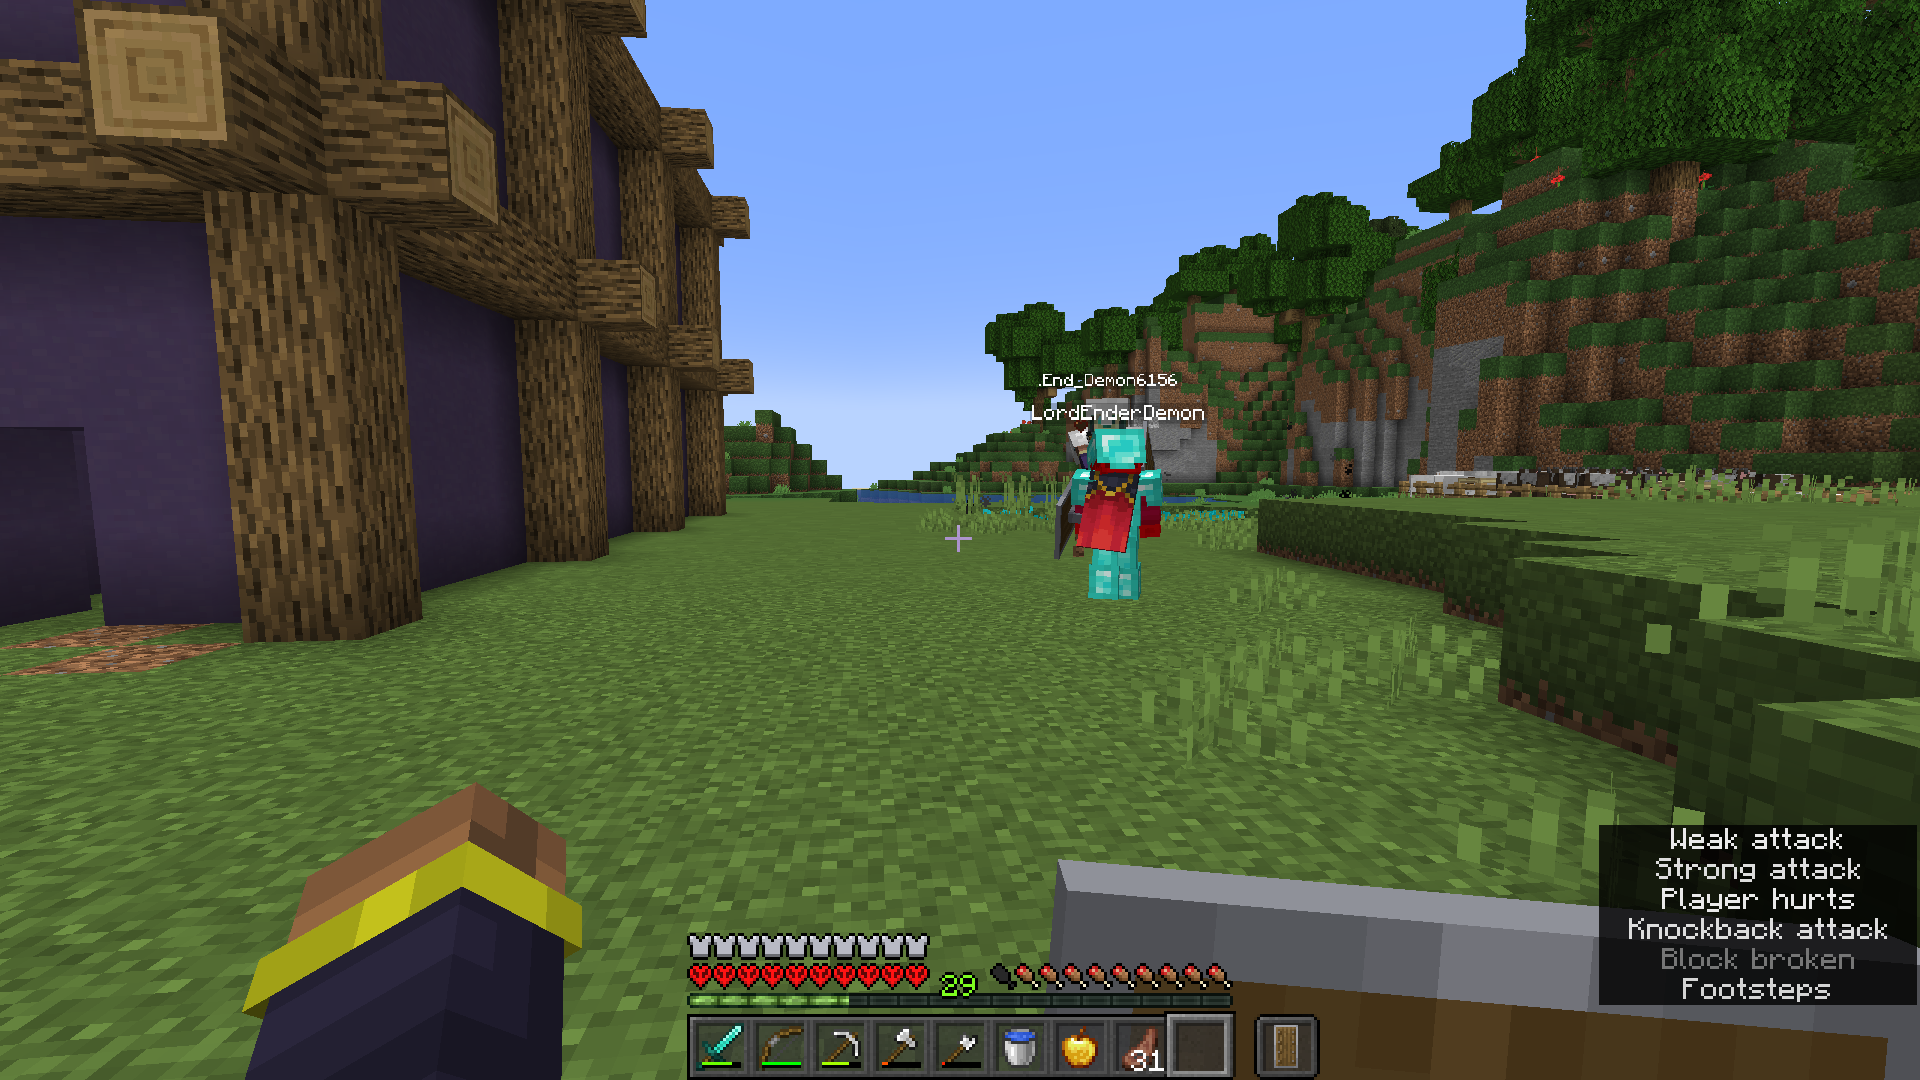 .End_Demon6156
LordEnderDemon
Weak attack
Strong attack
Player hurts
Knockback attack
Block broken
Footsteps
29
31